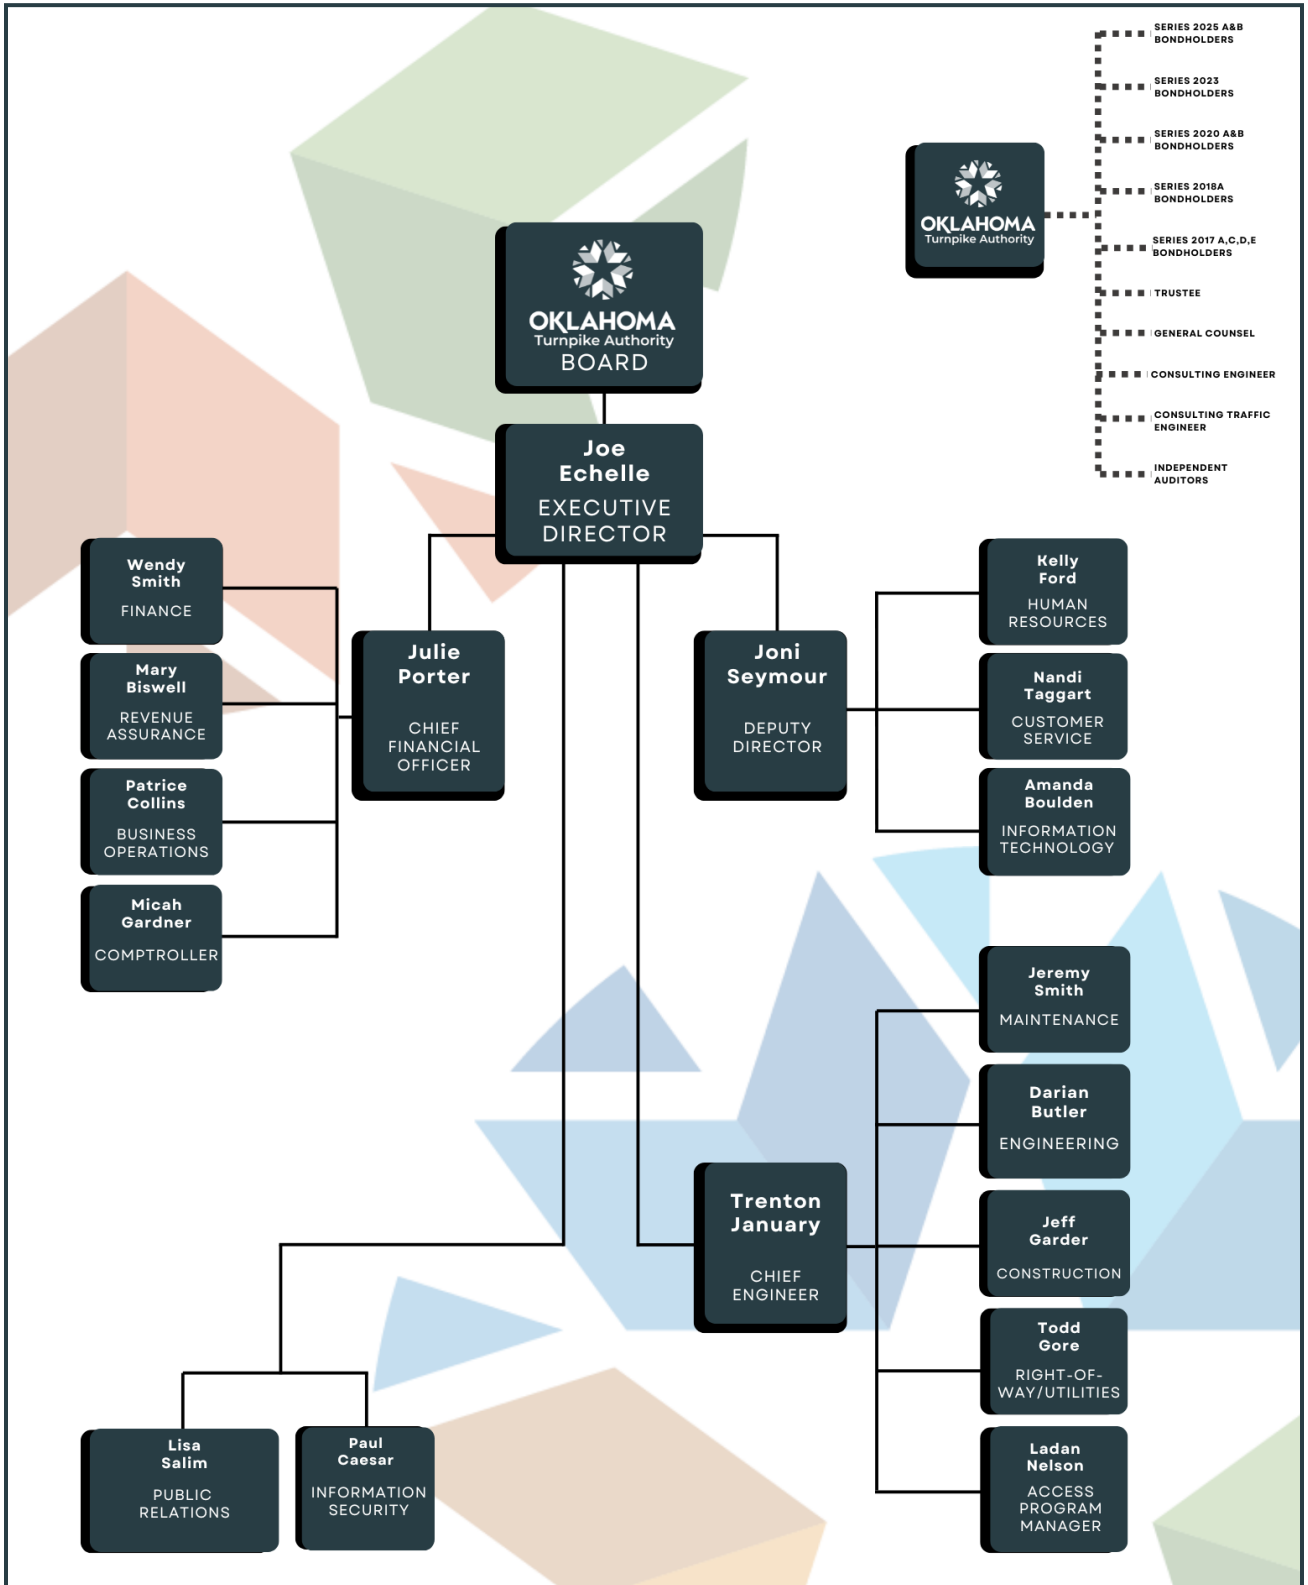 SERIES 2025 A&B
BONDHOLDERS
SERIES 2023
BONDHOLDERS
SERIES 2020 A&B
BONDHOLDERS
SERIES 2018A
BONDHOLDERS
SERIES 2017 A,C,D,E
BONDHOLDERS
TRUSTEE
GENERAL COUNSEL
CONSULTING ENGINEER
CONSULTING TRAFFIC
ENGINEER
INDEPENDENT
AUDITORS
OKLAHOMA
Turnpike Authority
OKLAHOMA
Turnpike Authority
BOARD
Joe
Echelle
EXECUTIVE
DIRECTOR
Wendy
Smith
FINANCE
Mary
Biswell
REVENUE
ASSURANCE
Patrice
Collins
BUSINESS
OPERATIONS
Micah
Gardner
COMPTROLLER
Julie
Porter
CHIEF
FINANCIAL
OFFICER
Joni
Seymour
DEPUTY
DIRECTOR
Kelly
Ford
HUMAN
RESOURCES
Nandi
Taggart
CUSTOMER
SERVICE
Amanda
Boulden
INFORMATION
TECHNOLOGY
Trenton
January
CHIEF
ENGINEER
Jeremy
Smith
MAINTENANCE
Darian
Butler
ENGINEERING
Jeff
Garder
CONSTRUCTION
Todd
Gore
RIGHT-OF-
WAY/UTILITIES
Ladan
Nelson
ACCESS
PROGRAM
MANAGER
Lisa
Salim
PUBLIC
RELATIONS
Paul
Caesar
INFORMATION
SECURITY